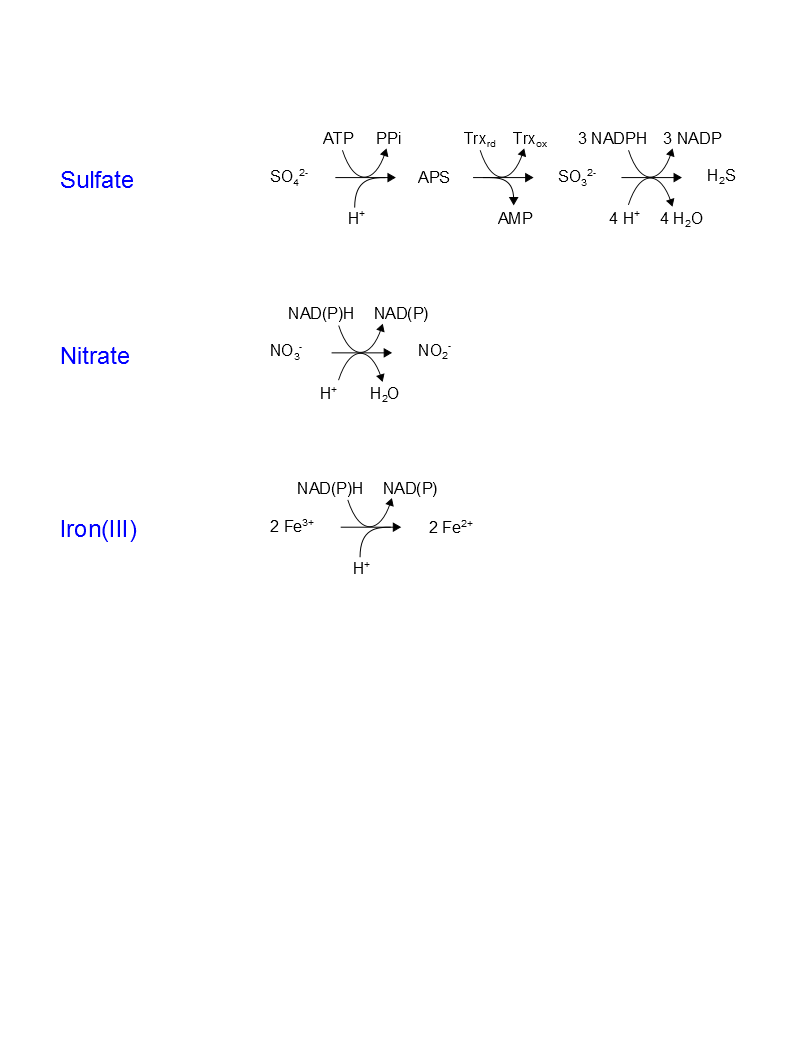 ATP PPi Trxrd Trxox 3 NADPH 3 NADP
Sulfate SO₄²⁻ APS SO₃²⁻ H₂S
H⁺ AMP 4 H⁺ 4 H₂O
NAD(P)H NAD(P)
Nitrate NO₃⁻ NO₂⁻
H⁺ H₂O
NAD(P)H NAD(P)
Iron(III) 2 Fe³⁺ 2 Fe²⁺
H⁺